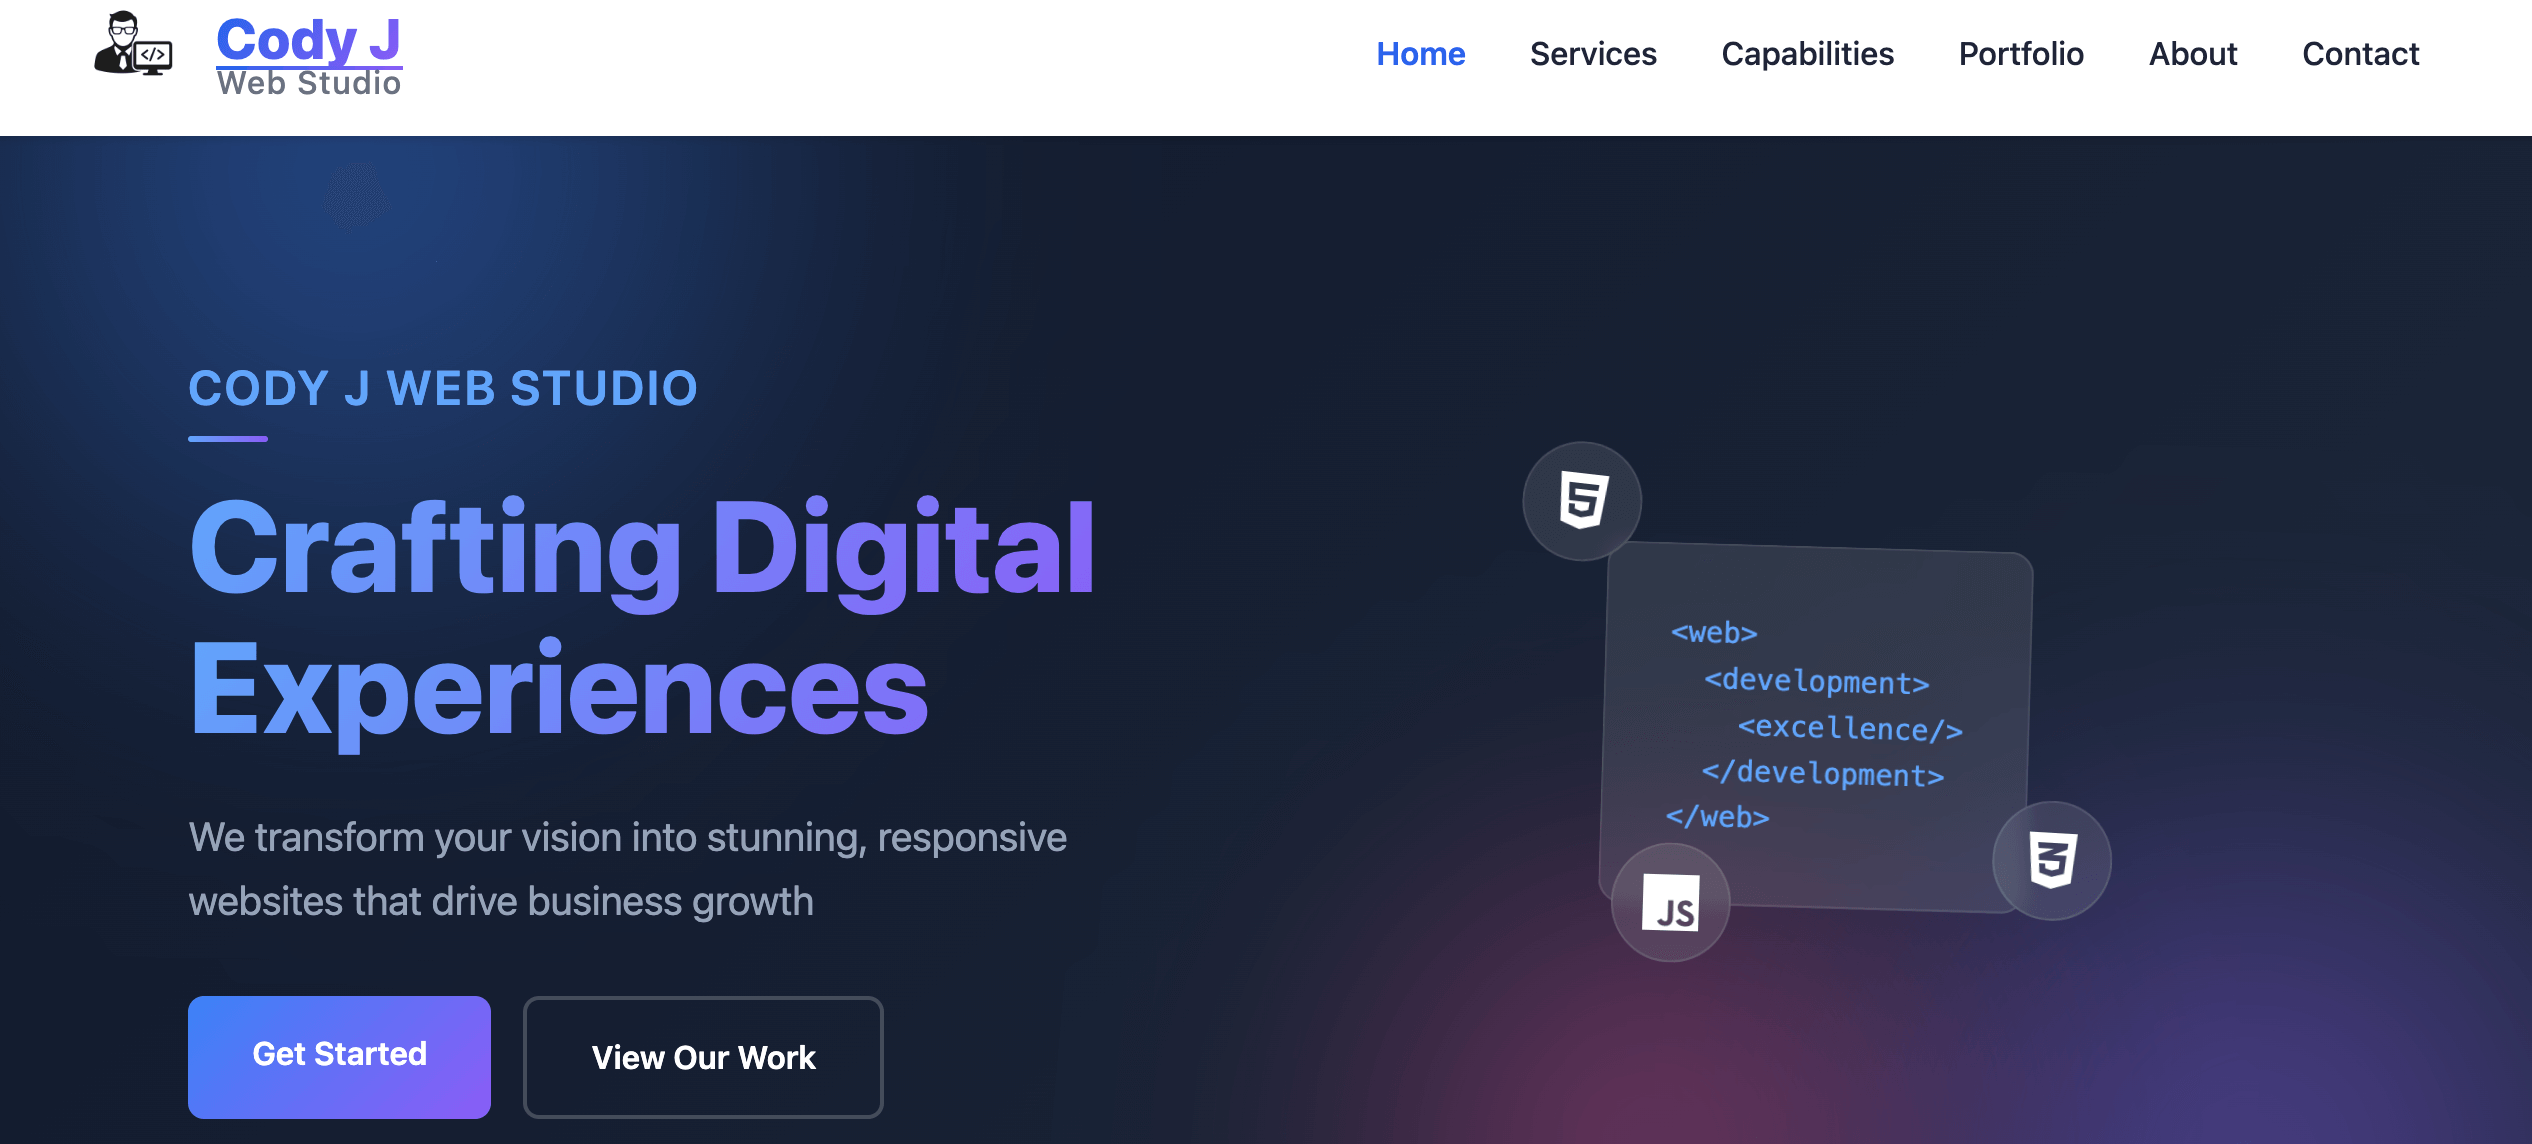 </>
Cody J
Web Studio
Home
Services
Capabilities
Portfolio
About
Contact
CODY J WEB STUDIO
Crafting Digital
Experiences
We transform your vision into stunning, responsive
websites that drive business growth
Get Started
View Our Work
5
<web>
<development>
<excellence/>
</development>
</web>
JS
3